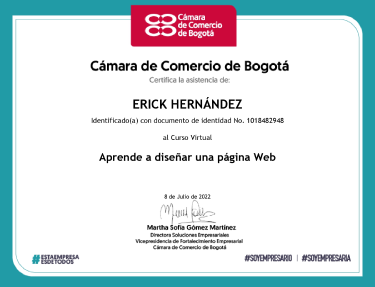 Cámara
de Comercio
de Bogotá
Cámara de Comercio de Bogotá
Certifica la asistencia de:
ERICK HERNÁNDEZ
Identificado(a) con documento de identidad No. 1018482948
al Curso Virtual
Aprende a diseñar una página Web
8 de Julio de 2022
Martha Sofía Gómez Martínez
Directora Soluciones Empresariales
Vicepresidencia de Fortalecimiento Empresarial
Cámara de Comercio de Bogotá
#ESTAEMPRESA
ESDETODOS
#SOYEMPRESARIO | #SOYEMPRESARIA